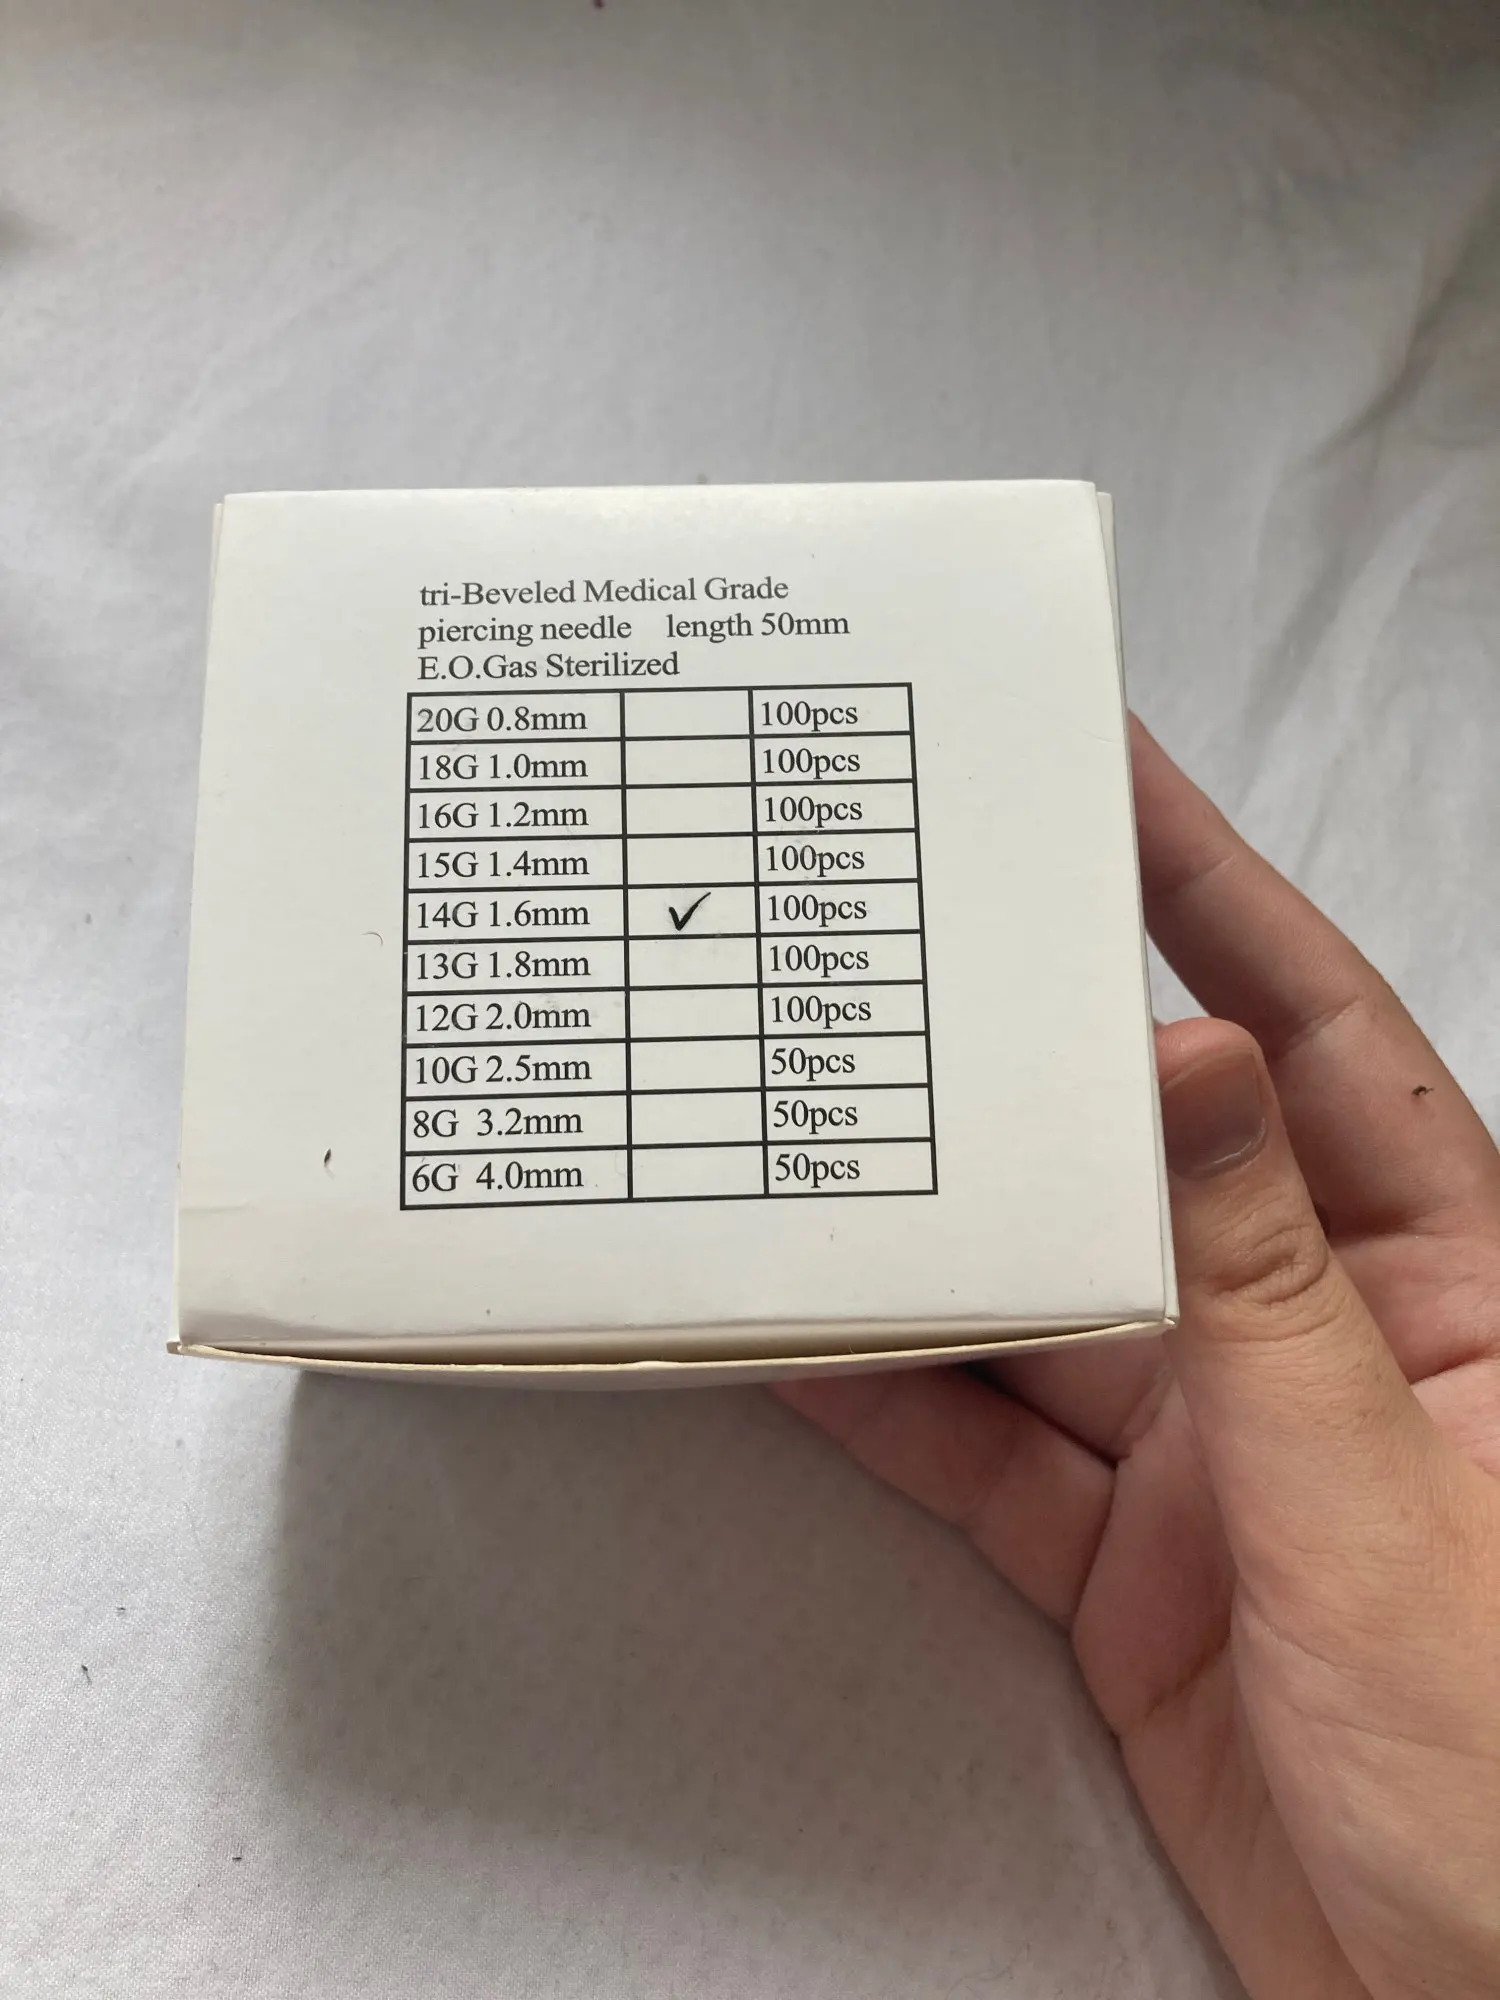 tri-Beveled Medical Grade
piercing needle length 50mm
E.O.Gas Sterilized
20G 0.8mm 100pcs
18G 1.0mm 100pcs
16G 1.2mm 100pcs
15G 1.4mm 100pcs
14G 1.6mm ✓ 100pcs
13G 1.8mm 100pcs
12G 2.0mm 100pcs
10G 2.5mm 50pcs
8G 3.2mm 50pcs
6G 4.0mm 50pcs